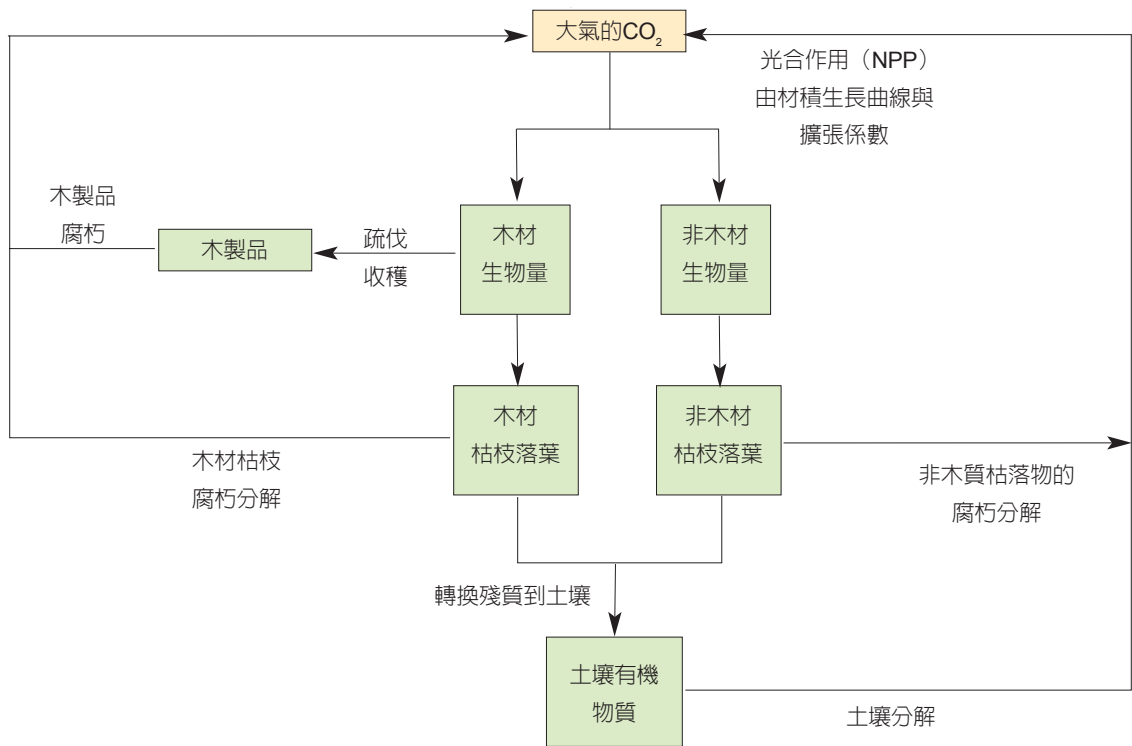 大氣的CO₂
光合作用（NPP）
由材積生長曲線與
擴張係數
木製品
腐朽
木製品
疏伐
收穫
木材
生物量
非木材
生物量
木材
枯枝落葉
非木材
枯枝落葉
木材枯枝
腐朽分解
非木質枯落物的
腐朽分解
轉換殘質到土壤
土壤有機
物質
土壤分解